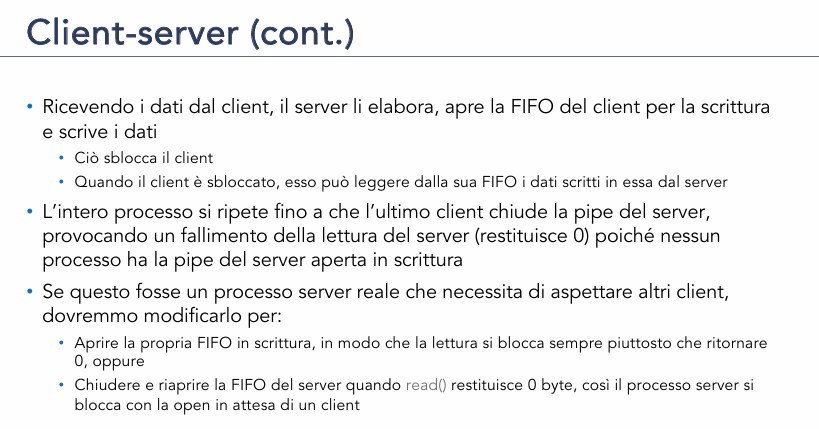 Client-server (cont.)
• Ricevendo i dati dal client, il server li elabora, apre la FIFO del client per la scrittura
e scrive i dati
• Ciò sblocca il client
• Quando il client è sbloccato, esso può leggere dalla sua FIFO i dati scritti in essa dal server
• L’intero processo si ripete fino a che l’ultimo client chiude la pipe del server,
provocando un fallimento della lettura del server (restituisce 0) poiché nessun
processo ha la pipe del server aperta in scrittura
• Se questo fosse un processo server reale che necessita di aspettare altri client,
dovremmo modificarlo per:
• Aprire la propria FIFO in scrittura, in modo che la lettura si blocca sempre piuttosto che ritornare
0, oppure
• Chiudere e riaprire la FIFO del server quando read() restituisce 0 byte, così il processo server si
blocca con la open in attesa di un client